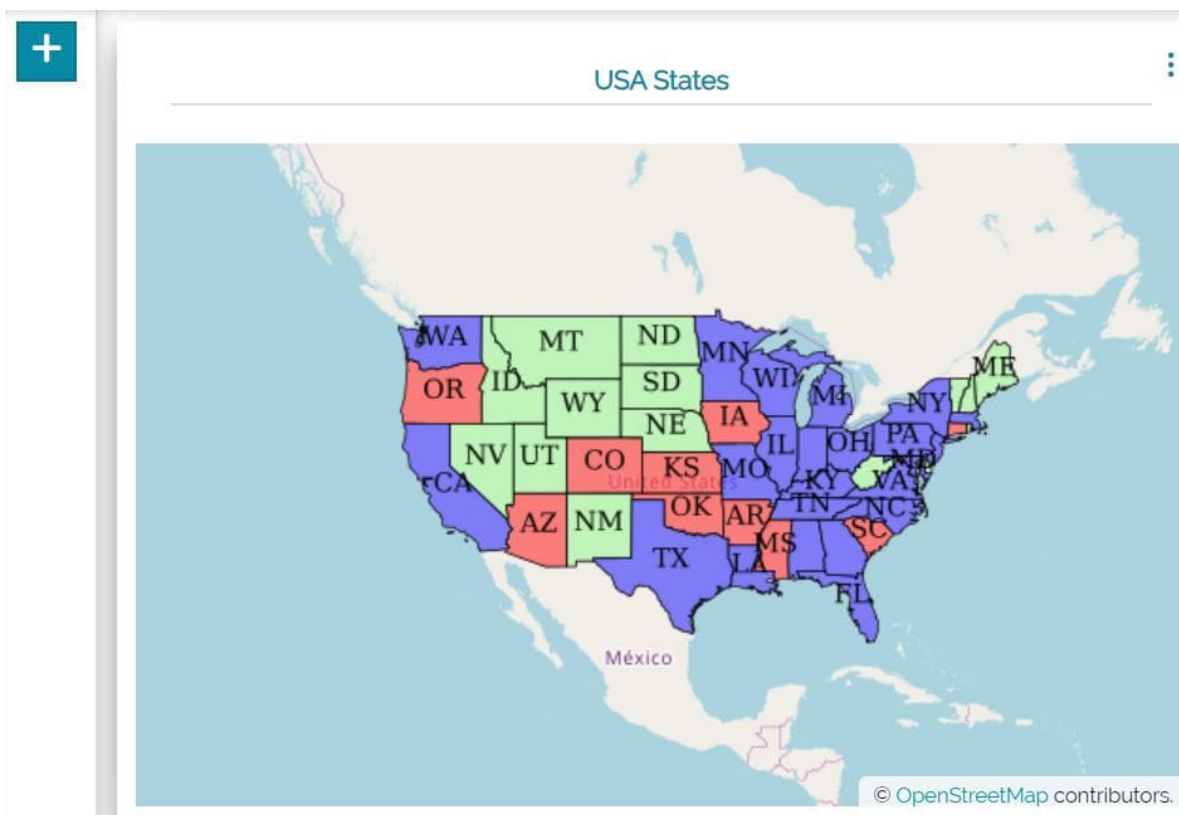 +
USA States
WA
MT
ND
ME
MN
OR
ID
SD
WI
MI
WY
NY
NE
IA
OH
PA
NV
UT
CO
KS
MO
IL
MD
United States
CA
KY
VA
AZ
NM
OK
AR
TN
NC
SC
TX
LA
MS
FL
México
© OpenStreetMap contributors.